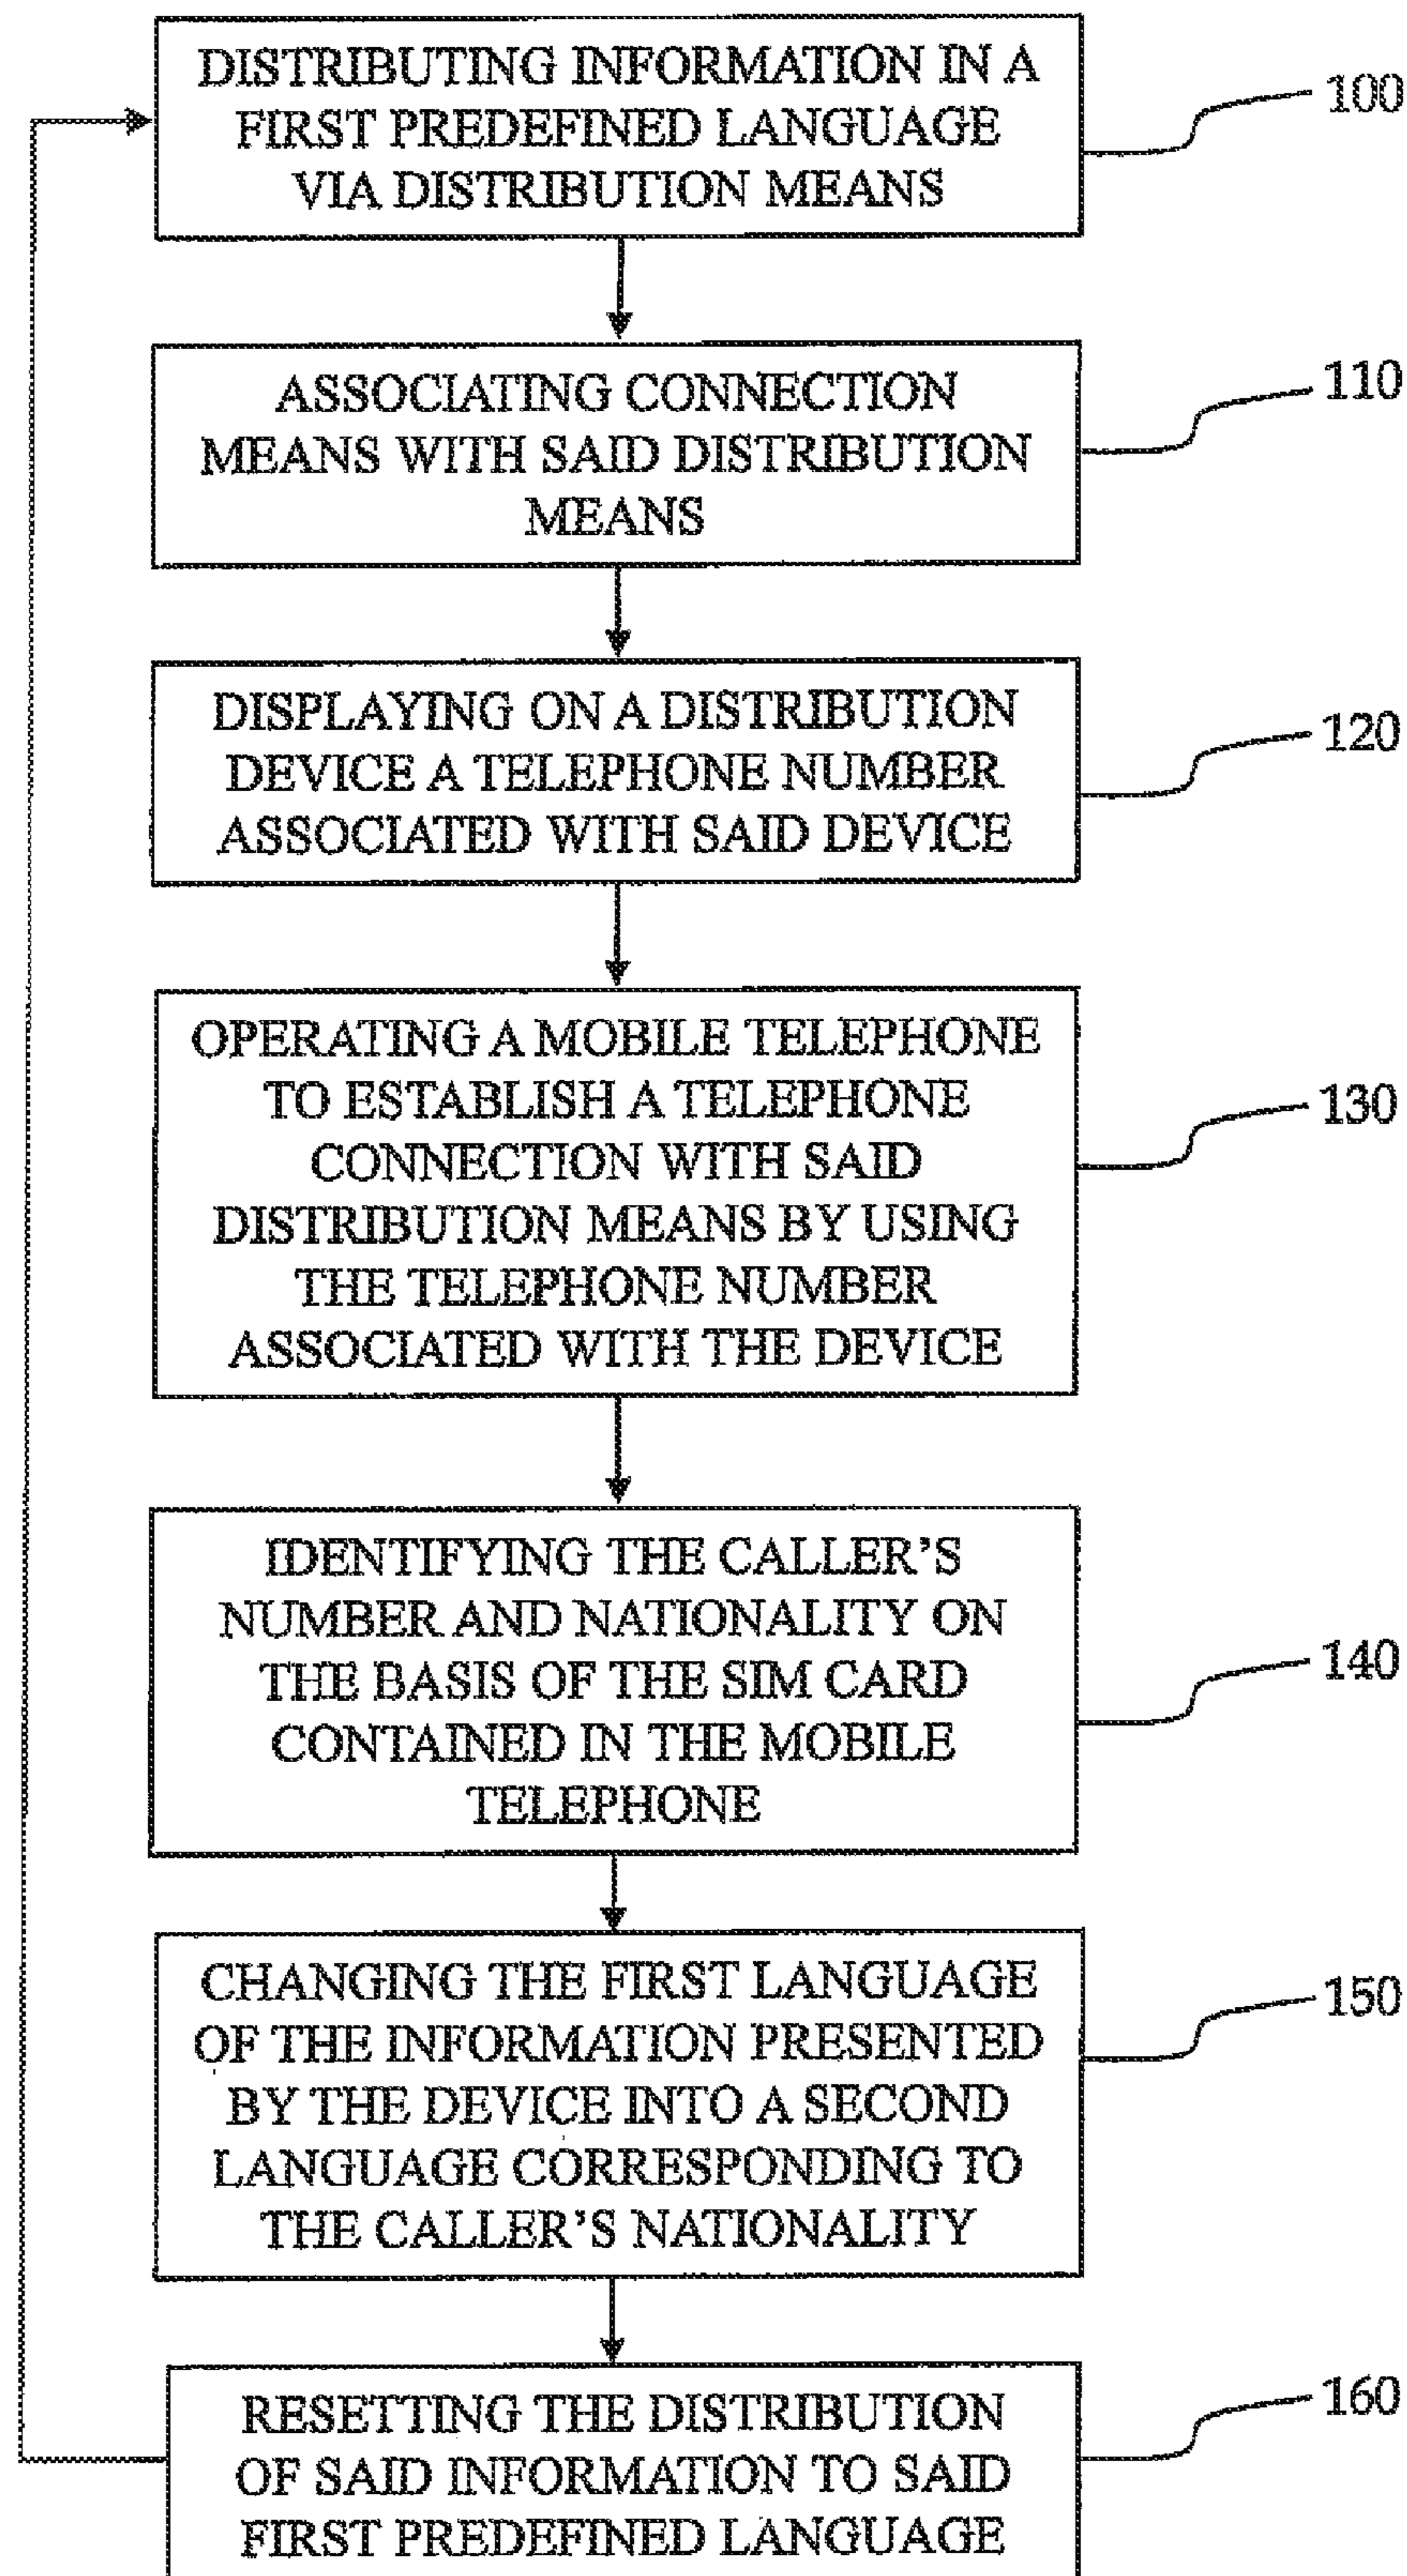 DISTRIBUTING INFORMATION IN A
FIRST PREDEFINED LANGUAGE
VIA DISTRIBUTION MEANS
100
ASSOCIATING CONNECTION
MEANS WITH SAID DISTRIBUTION
MEANS
110
DISPLAYING ON A DISTRIBUTION
DEVICE A TELEPHONE NUMBER
ASSOCIATED WITH SAID DEVICE
120
OPERATING A MOBILE TELEPHONE
TO ESTABLISH A TELEPHONE
CONNECTION WITH SAID
DISTRIBUTION MEANS BY USING
THE TELEPHONE NUMBER
ASSOCIATED WITH THE DEVICE
130
IDENTIFYING THE CALLER'S
NUMBER AND NATIONALITY ON
THE BASIS OF THE SIM CARD
CONTAINED IN THE MOBILE
TELEPHONE
140
CHANGING THE FIRST LANGUAGE
OF THE INFORMATION PRESENTED
BY THE DEVICE INTO A SECOND
LANGUAGE CORRESPONDING TO
THE CALLER'S NATIONALITY
150
RESETTING THE DISTRIBUTION
OF SAID INFORMATION TO SAID
FIRST PREDEFINED LANGUAGE
160